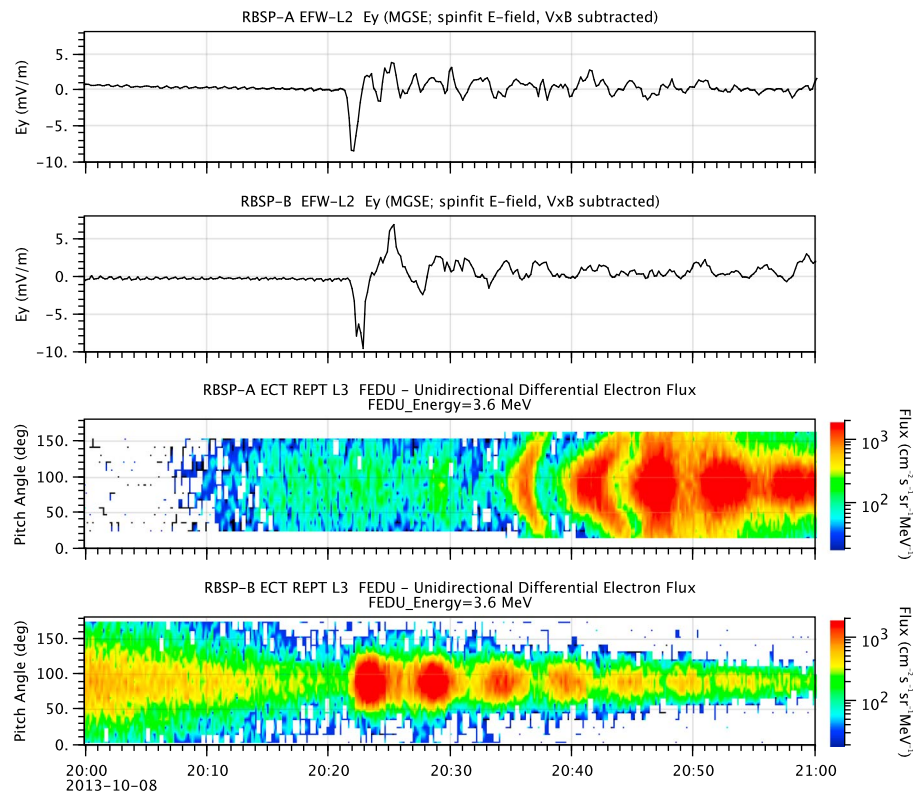 RBSP-A EFW-L2  Ey (MGSE; spinfit E-field, VxB subtracted)
5.
0.
-5.
-10.
Ey (mV/m)
RBSP-B  EFW-L2  Ey (MGSE; spinfit E-field, VxB subtracted)
5.
0.
-5.
-10.
Ey (mV/m)
RBSP-A ECT REPT L3  FEDU - Unidirectional Differential Electron Flux
FEDU_Energy=3.6 MeV
150.
100.
50.
0.
Pitch Angle (deg)
10³
10²
Flux (cm⁻²s⁻¹sr⁻¹MeV⁻¹)
RBSP-B ECT REPT L3  FEDU - Unidirectional Differential Electron Flux
FEDU_Energy=3.6 MeV
150.
100.
50.
0.
Pitch Angle (deg)
10³
10²
Flux (cm⁻²s⁻¹sr⁻¹MeV⁻¹)
20:00 20:10 20:20 20:30 20:40 20:50 21:00
2013-10-08